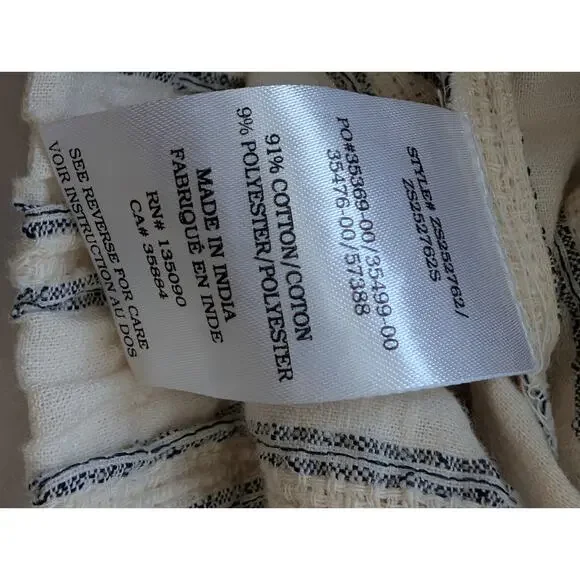 STYLE# ZS252762/
ZS252762S
PO#35369-00/35499-00
35476-00/57388
91% COTTON/COTON
9% POLYESTER/POLYESTER
MADE IN INDIA
FABRIQUÉ EN INDE
RN# 135090
CA# 35884
SEE REVERSE FOR CARE
VOIR INSTRUCTION AU DOS